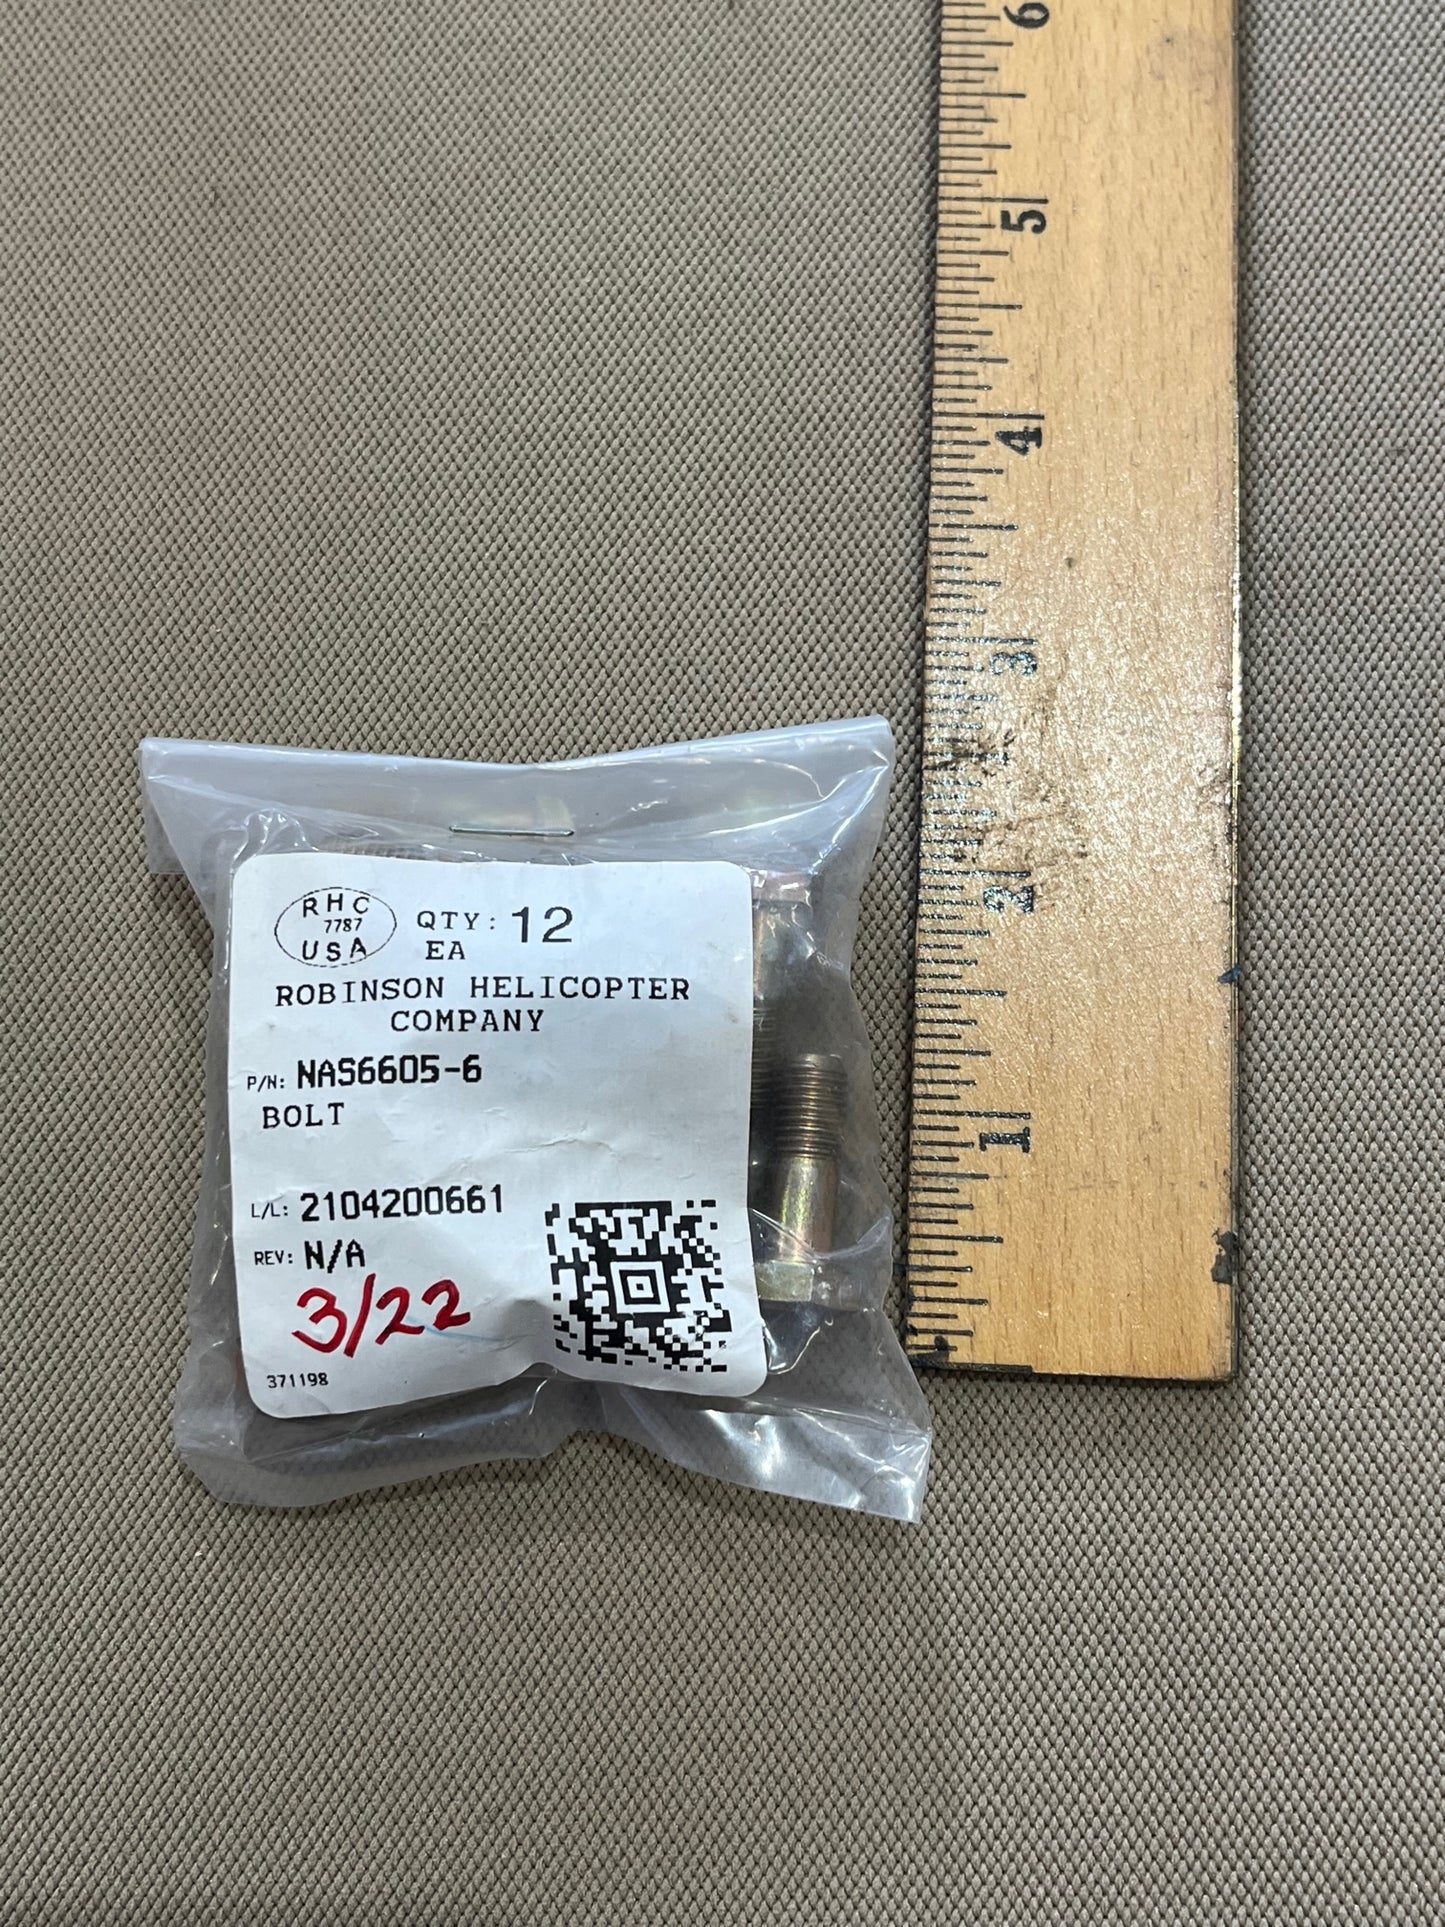 RHC
7787
USA
QTY: 12
EA
ROBINSON HELICOPTER
COMPANY
P/N: NAS6605-6
BOLT
L/L: 2104200661
REV: N/A
3/22
371198
6
5
4
3
2
1